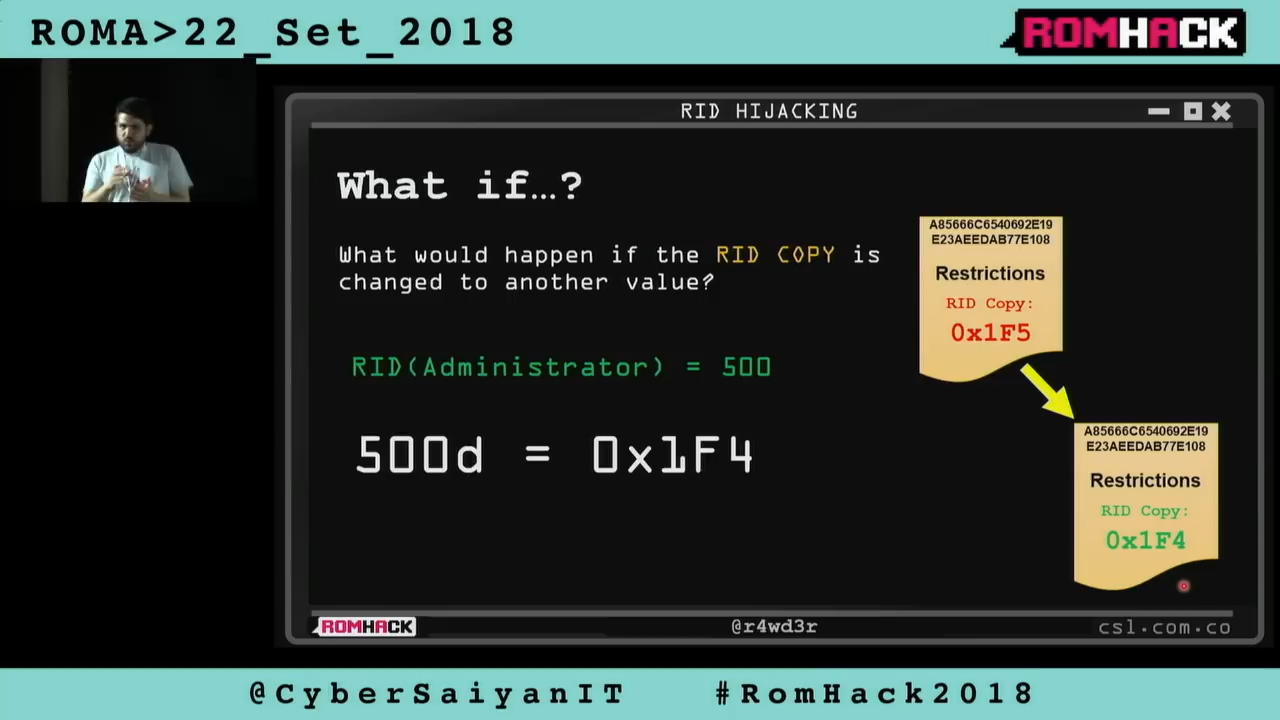 ROMA>22_Set_2018
ROMHACK
RID HIJACKING
What if…?
What would happen if the RID COPY is
changed to another value?
RID(Administrator) = 500
500d = 0x1F4
A85666C6540692E19
E23AEEDAB77E108
Restrictions
RID Copy:
0x1F5
A85666C6540692E19
E23AEEDAB77E108
Restrictions
RID Copy:
0x1F4
ROMHACK
@r4wd3r
csl.com.co
@CyberSaiyanIT
#RomHack2018